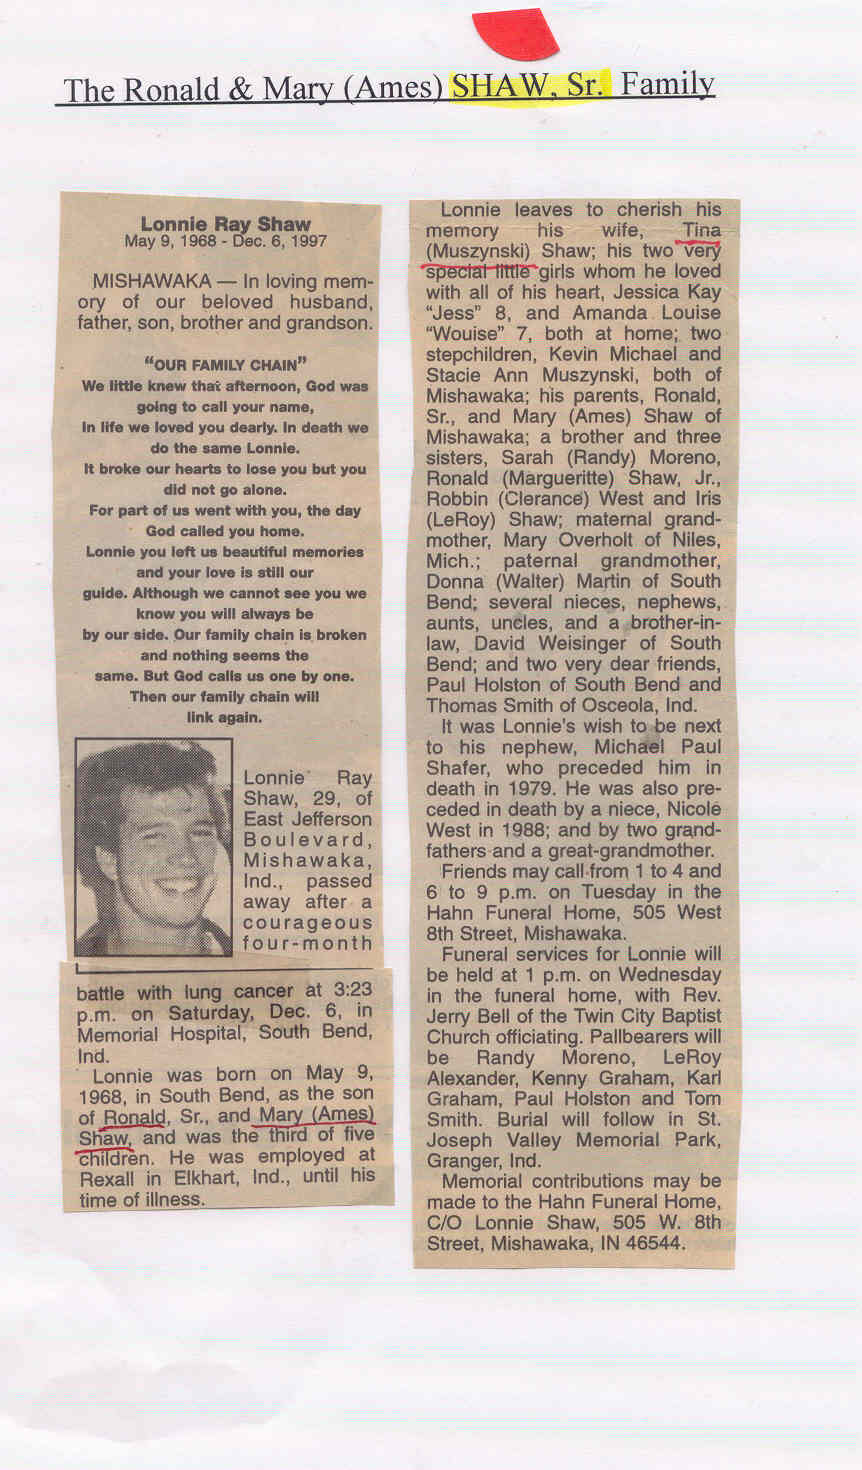 The Ronald & Mary (Ames) SHAW, Sr. Family
Lonnie Ray Shaw
May 9, 1968 - Dec. 6, 1997
MISHAWAKA — In loving mem-
ory of our beloved husband,
father, son, brother and grandson.
“OUR FAMILY CHAIN”
We little knew that afternoon, God was
going to call your name,
In life we loved you dearly. In death we
do the same Lonnie.
It broke our hearts to lose you but you
did not go alone.
For part of us went with you, the day
God called you home.
Lonnie you left us beautiful memories
and your love is still our
guide. Although we cannot see you we
know you will always be
by our side. Our family chain is broken
and nothing seems the
same. But God calls us one by one.
Then our family chain will
link again.
Lonnie Ray
Shaw, 29, of
East Jefferson
Boulevard,
Mishawaka,
Ind., passed
away after a
courageous
four-month
battle with lung cancer at 3:23
p.m. on Saturday, Dec. 6, in
Memorial Hospital, South Bend,
Ind.
Lonnie was born on May 9,
1968, in South Bend, as the son
of Ronald, Sr., and Mary (Ames)
Shaw, and was the third of five
children. He was employed at
Rexall in Elkhart, Ind., until his
time of illness.
Lonnie leaves to cherish his
memory his wife, Tina
(Muszynski) Shaw; his two very
special little girls whom he loved
with all of his heart, Jessica Kay
“Jess” 8, and Amanda Louise
“Wouise” 7, both at home; two
stepchildren, Kevin Michael and
Stacie Ann Muszynski, both of
Mishawaka; his parents, Ronald,
Sr., and Mary (Ames) Shaw of
Mishawaka; a brother and three
sisters, Sarah (Randy) Moreno,
Ronald (Margueritte) Shaw, Jr.,
Robbin (Clerance) West and Iris
(LeRoy) Shaw; maternal grand-
mother, Mary Overholt of Niles,
Mich.; paternal grandmother,
Donna (Walter) Martin of South
Bend; several nieces, nephews,
aunts, uncles, and a brother-in-
law, David Weisinger of South
Bend; and two very dear friends,
Paul Holston of South Bend and
Thomas Smith of Osceola, Ind.
It was Lonnie’s wish to be next
to his nephew, Michael Paul
Shafer, who preceded him in
death in 1979. He was also pre-
ceded in death by a niece, Nicole
West in 1988; and by two grand-
fathers and a great-grandmother.
Friends may call from 1 to 4 and
6 to 9 p.m. on Tuesday in the
Hahn Funeral Home, 505 West
8th Street, Mishawaka.
Funeral services for Lonnie will
be held at 1 p.m. on Wednesday
in the funeral home, with Rev.
Jerry Bell of the Twin City Baptist
Church officiating. Pallbearers will
be Randy Moreno, LeRoy
Alexander, Kenny Graham, Karl
Graham, Paul Holston and Tom
Smith. Burial will follow in St.
Joseph Valley Memorial Park,
Granger, Ind.
Memorial contributions may be
made to the Hahn Funeral Home,
C/O Lonnie Shaw, 505 W. 8th
Street, Mishawaka, IN 46544.